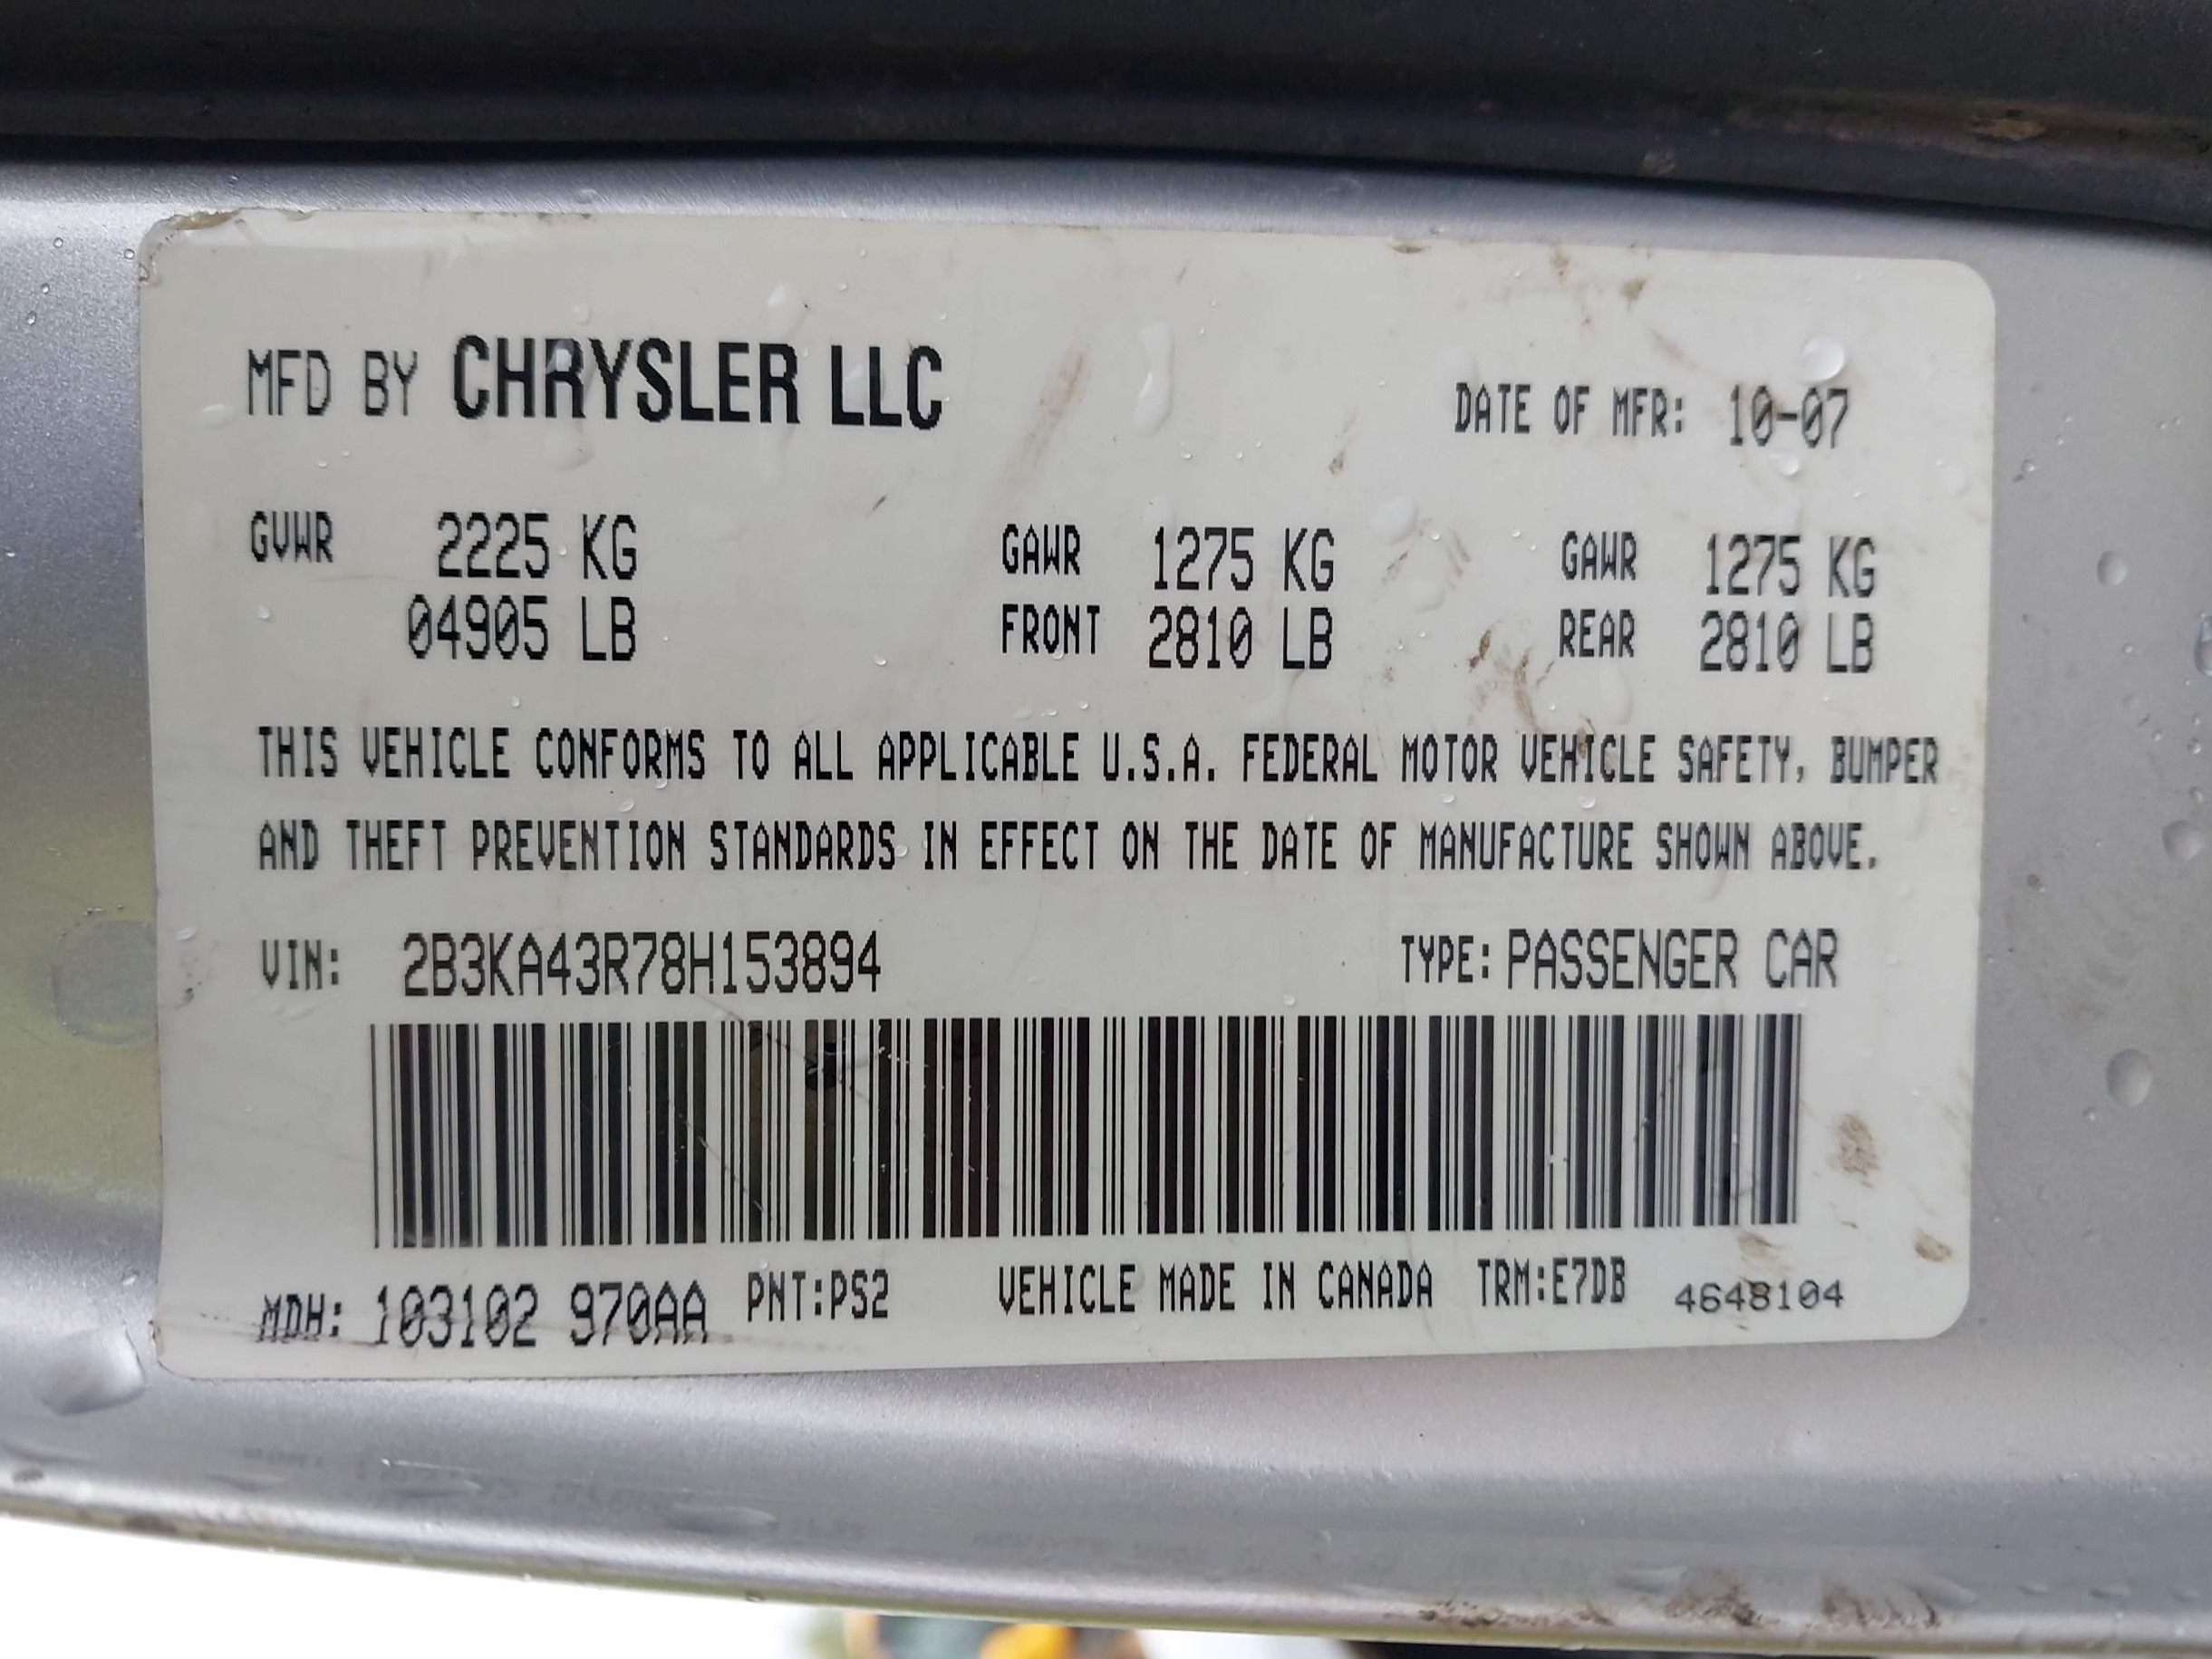 MFD BY CHRYSLER LLC DATE OF MFR: 10-07
GVWR 2225 KG GAWR 1275 KG GAWR 1275 KG
04905 LB FRONT 2810 LB REAR 2810 LB
THIS VEHICLE CONFORMS TO ALL APPLICABLE U.S.A. FEDERAL MOTOR VEHICLE SAFETY, BUMPER
AND THEFT PREVENTION STANDARDS IN EFFECT ON THE DATE OF MANUFACTURE SHOWN ABOVE.
VIN: 2B3KA43R78H153894 TYPE: PASSENGER CAR
MDH: 103102 970AA PNT:PS2 VEHICLE MADE IN CANADA TRM:E7DB 4648104